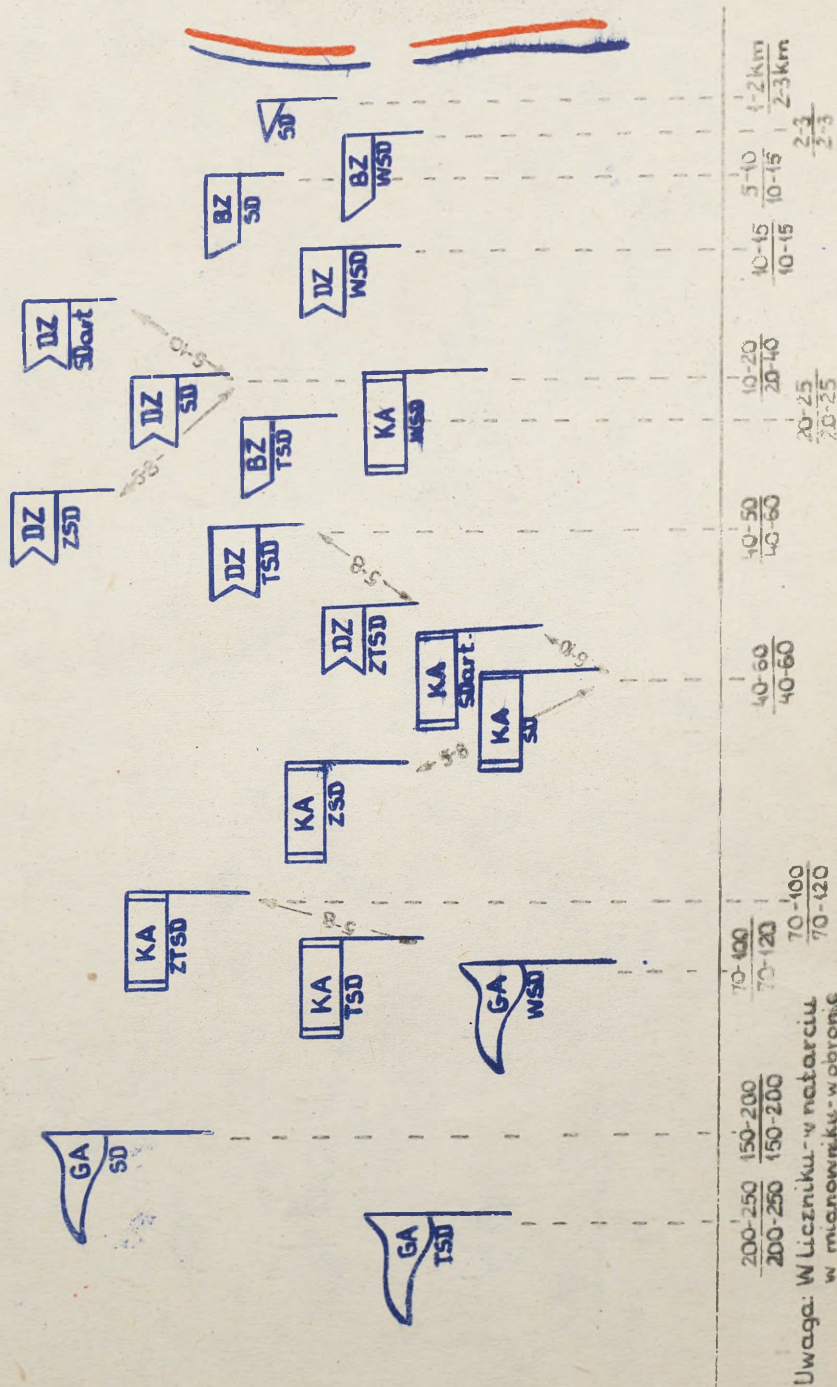 DZ
ZSD
DZ
SDart
5-8
6-10
GA
SD
KA
ZTSD
DZ
SD
BZ
SD
DZ
TSD
BZ
TSD
SD
KA
ZSD
KA
TSD
5-8
DZ
WSD
DZ
ZTSD
5-8
BZ
WSD
KA
WSD
GA
TSD
KA
SDart.
5-8
6-10
GA
WSD
KA
SD
200-250 150-200 70-100 40-60 40-50 10-20 10-15 5-10 1-2km
200-250 150-200 70-120 40-60 40-60 20-40 10-15 10-15 2-3km
70-100 20-25 2-3
70-120 20-25 2-3
Uwaga: W liczniku-w natarciu
w mianowniku-w obronie